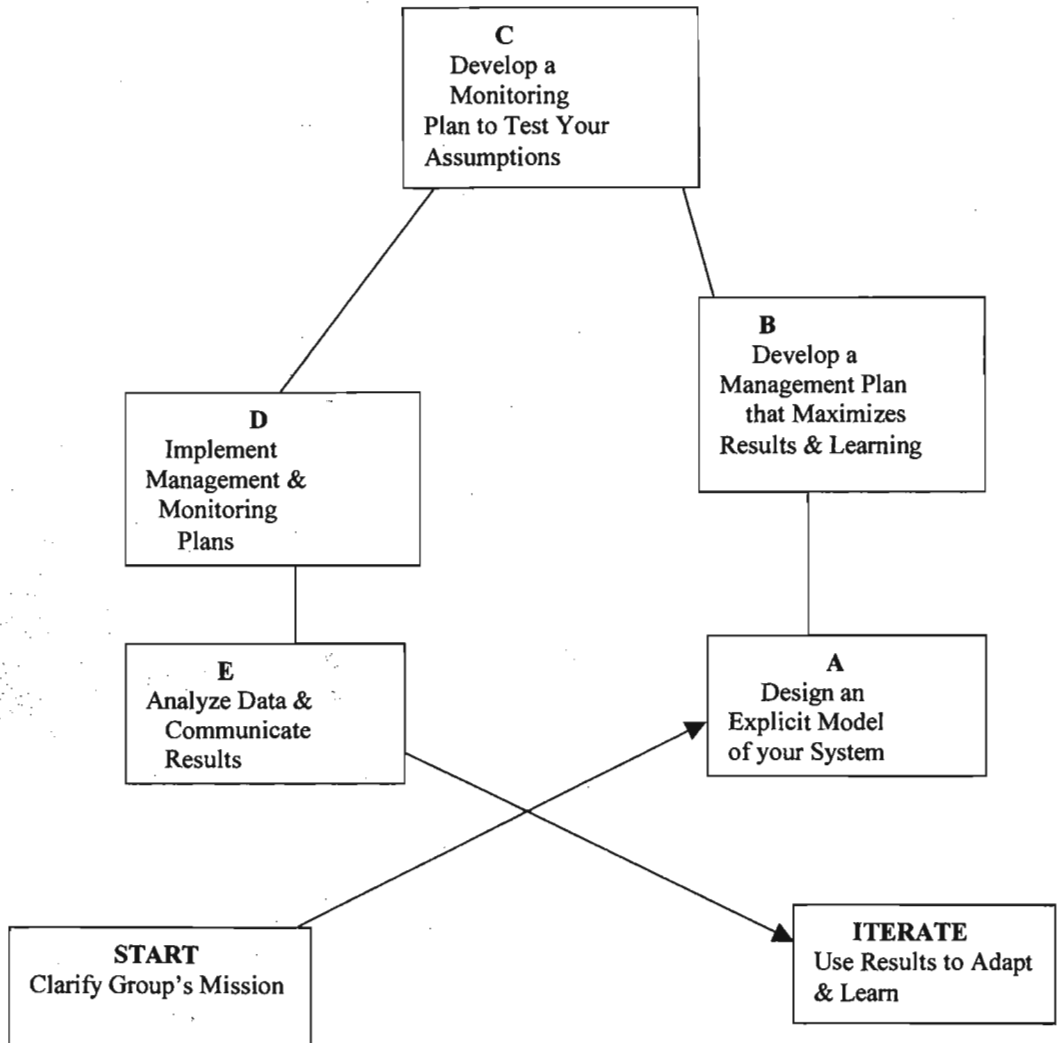 C
Develop a
Monitoring
Plan to Test Your
Assumptions
B
Develop a
Management Plan
that Maximizes
Results & Learning
D
Implement
Management &
Monitoring
Plans
E
Analyze Data &
Communicate
Results
A
Design an
Explicit Model
of your System
START
Clarify Group's Mission
ITERATE
Use Results to Adapt
& Learn